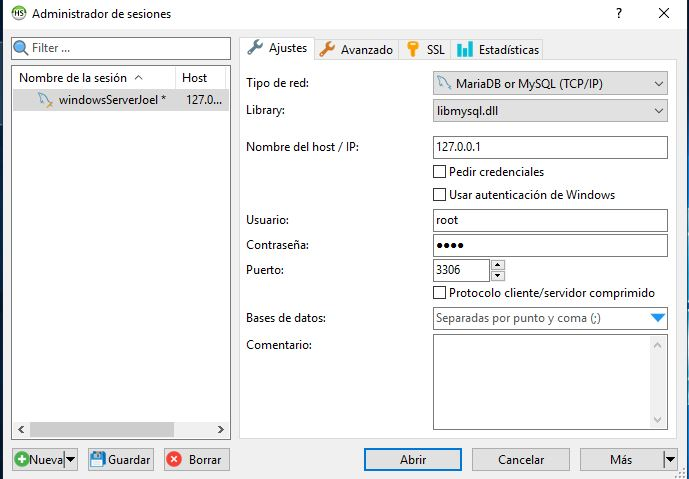 HS Administrador de sesiones ? ×
Filter ...
Nombre de la sesión Host
windowsServerJoel * 127.0...
Ajustes Avanzado SSL Estadísticas
Tipo de red: MariaDB or MySQL (TCP/IP)
Library: libmysql.dll
Nombre del host / IP: 127.0.0.1
Pedir credenciales
Usar autenticación de Windows
Usuario: root
Contraseña: ●●●●
Puerto: 3306
Protocolo cliente/servidor comprimido
Bases de datos: Separadas por punto y coma (;)
Comentario:
Nueva Guardar Borrar Abrir Cancelar Más